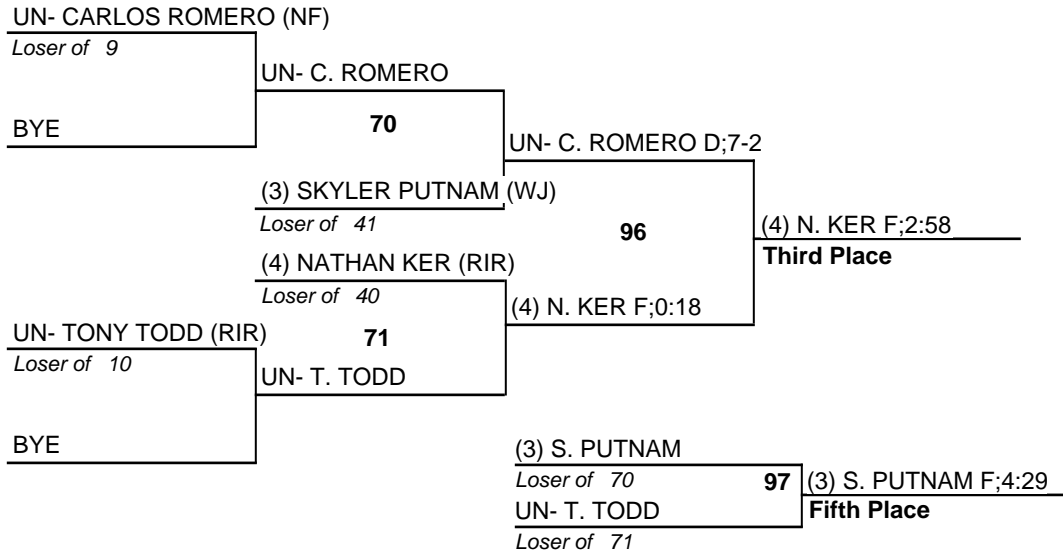 UN- CARLOS ROMERO (NF)
Loser of 9
UN- C. ROMERO
BYE
70
UN- C. ROMERO D;7-2
(3) SKYLER PUTNAM (WJ)
Loser of 41
96
(4) N. KER F;2:58
Third Place
(4) NATHAN KER (RIR)
Loser of 40
(4) N. KER F;0:18
UN- TONY TODD (RIR)
71
Loser of 10
UN- T. TODD
BYE
(3) S. PUTNAM
Loser of 70
97
(3) S. PUTNAM F;4:29
UN- T. TODD
Fifth Place
Loser of 71